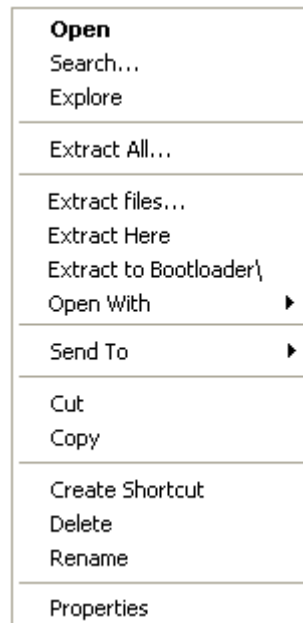 Open
Search...
Explore
Extract All...
Extract files...
Extract Here
Extract to Bootloader\
Open With
Send To
Cut
Copy
Create Shortcut
Delete
Rename
Properties